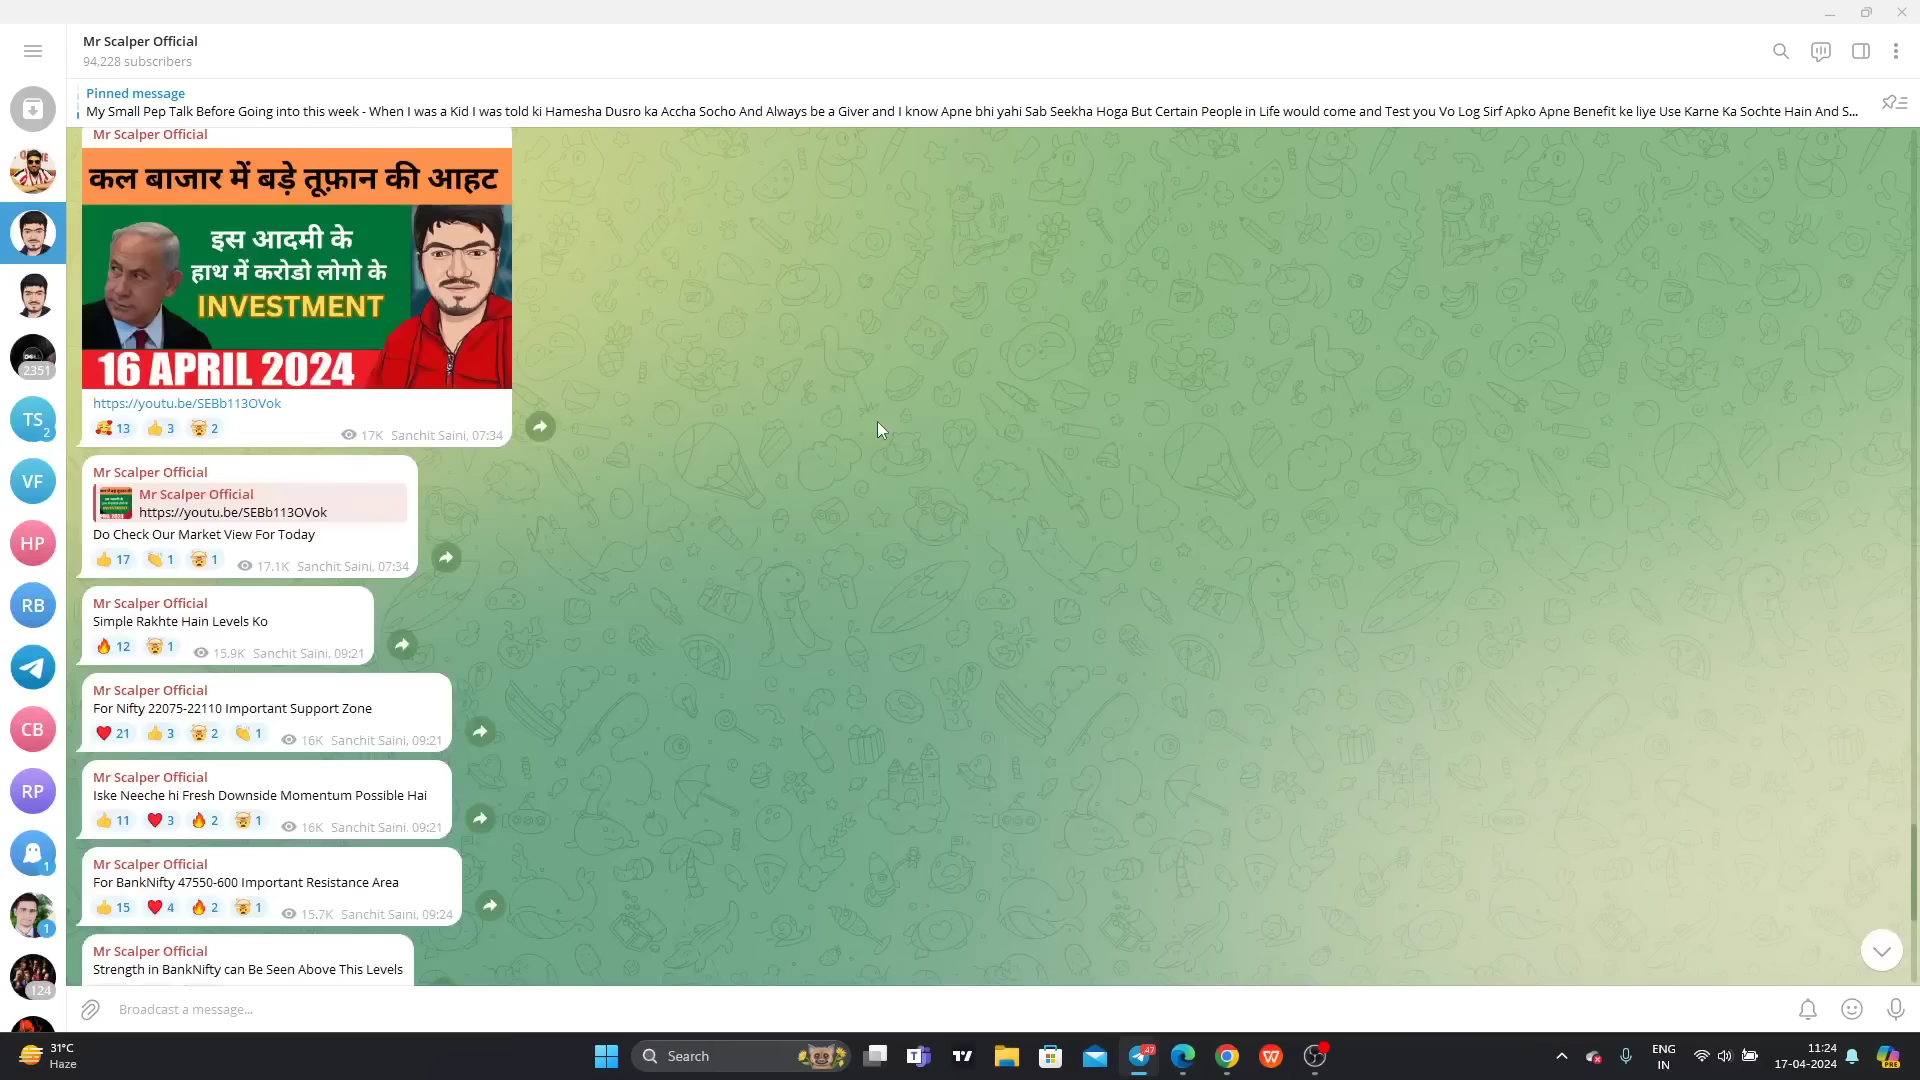 Mr Scalper Official
94,228 subscribers
Pinned message
My Small Pep Talk Before Going into this week - When I was a Kid I was told ki Hamesha Dusro ka Accha Socho And Always be a Giver and I know Apne bhi yahi Sab Seekha Hoga But Certain People in Life would come and Test you Vo Log Sirf Apko Apne Benefit ke liye Use Karne Ka Sochte Hain And S...
Mr Scalper Official
कल बाजार में बड़े तूफ़ान की आहट
इस आदमी के
हाथ में करोडो लोगो के
INVESTMENT
16 APRIL 2024
https://youtu.be/SEBb113OVok
13 3 2 17K Sanchit Saini, 07:34
Mr Scalper Official
Mr Scalper Official
https://youtu.be/SEBb113OVok
Do Check Our Market View For Today
17 1 1 17.1K Sanchit Saini, 07:34
Mr Scalper Official
Simple Rakhte Hain Levels Ko
12 1 15.9K Sanchit Saini, 09:21
Mr Scalper Official
For Nifty 22075-22110 Important Support Zone
21 3 2 1 16K Sanchit Saini, 09:21
Mr Scalper Official
Iske Neeche hi Fresh Downside Momentum Possible Hai
11 3 2 1 16K Sanchit Saini, 09:21
Mr Scalper Official
For BankNifty 47550-600 Important Resistance Area
15 4 2 1 15.7K Sanchit Saini, 09:24
Mr Scalper Official
Strength in BankNifty can Be Seen Above This Levels
Broadcast a message...
2351
TS
2
VF
HP
RB
CB
RP
1
1
124
31°C
Haze
Search
47
ENG
IN
11:24
17-04-2024
PRE